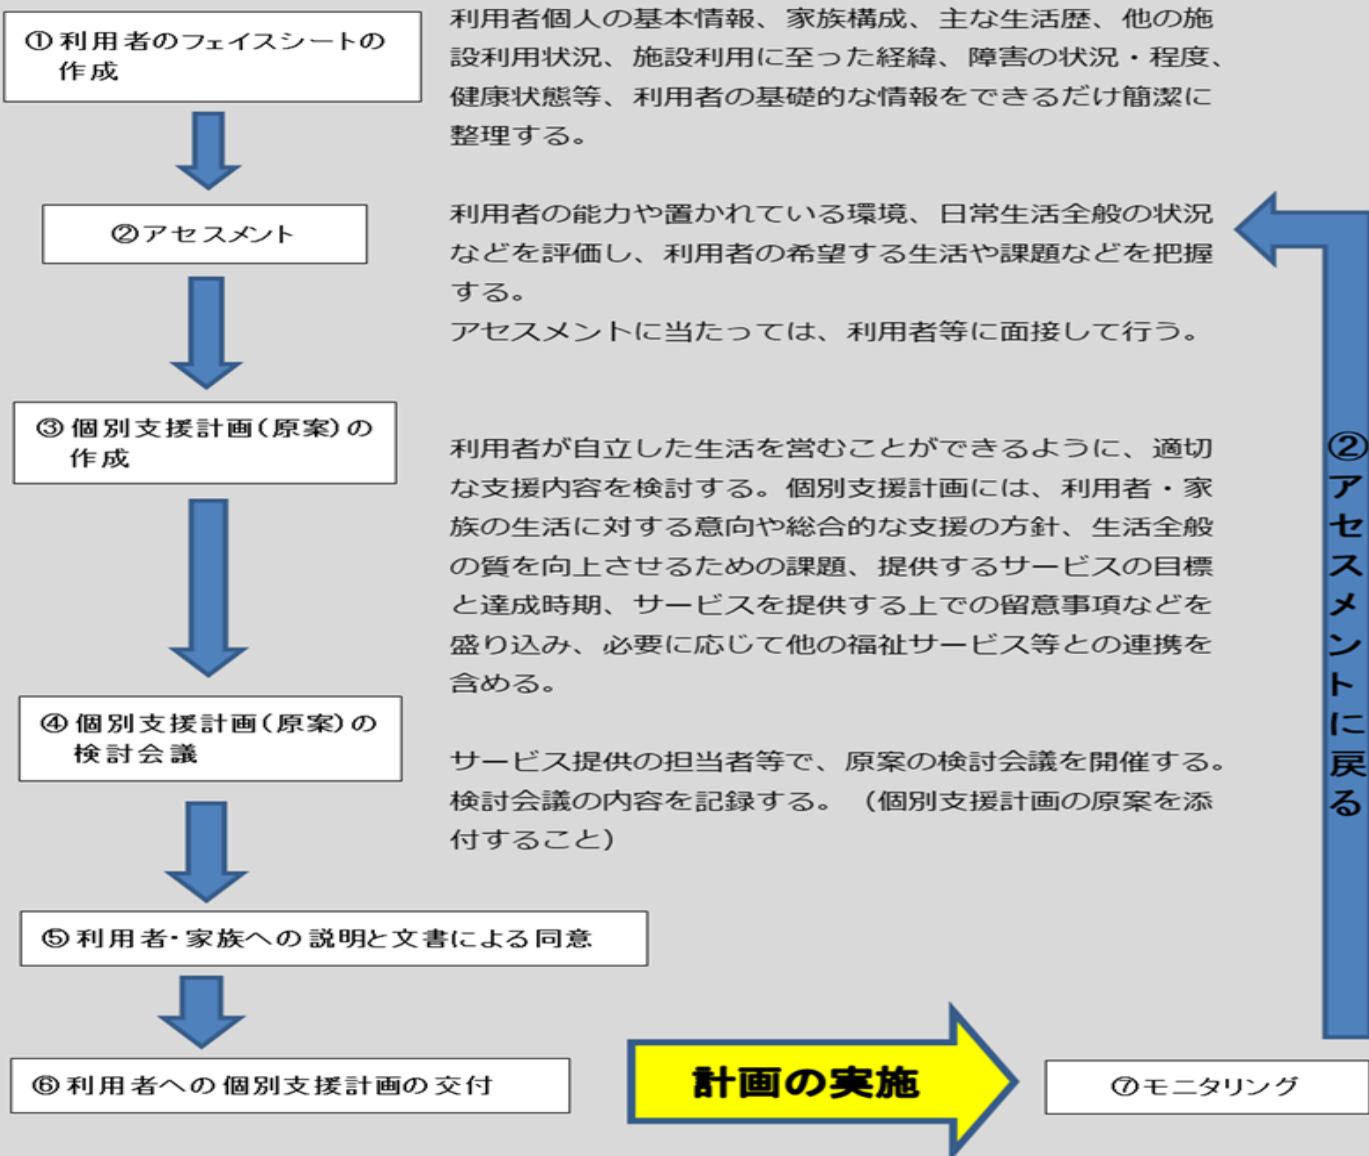 ①利用者のフェイスシートの
作成
利用者個人の基本情報、家族構成、主な生活歴、他の施
設利用状況、施設利用に至った経緯、障害の状況・程度、
健康状態等、利用者の基礎的な情報をできるだけ簡潔に
整理する。
②アセスメント
利用者の能力や置かれている環境、日常生活全般の状況
などを評価し、利用者の希望する生活や課題などを把握
する。
アセスメントに当たっては、利用者等に面接して行う。
③個別支援計画(原案)の
作成
利用者が自立した生活を営むことができるように、適切
な支援内容を検討する。個別支援計画には、利用者・家
族の生活に対する意向や総合的な支援の方針、生活全般
の質を向上させるための課題、提供するサービスの目標
と達成時期、サービスを提供する上での留意事項などを
盛り込み、必要に応じて他の福祉サービス等との連携を
含める。
④個別支援計画(原案)の
検討会議
サービス提供の担当者等で、原案の検討会議を開催する。
検討会議の内容を記録する。（個別支援計画の原案を添
付すること）
⑤利用者・家族への説明と文書による同意
⑥利用者への個別支援計画の交付
計画の実施
⑦モニタリング
②アセスメントに戻る